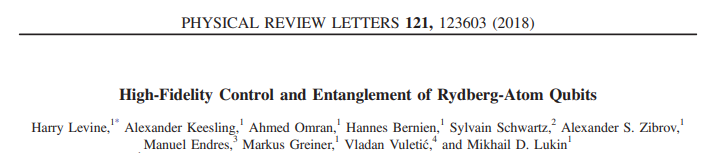 PHYSICAL REVIEW LETTERS 121, 123603 (2018)
High-Fidelity Control and Entanglement of Rydberg-Atom Qubits
Harry Levine,1* Alexander Keesling,1 Ahmed Omran,1 Hannes Bernien,1 Sylvain Schwartz,2 Alexander S. Zibrov,1
Manuel Endres,3 Markus Greiner,1 Vladan Vuletić,4 and Mikhail D. Lukin1